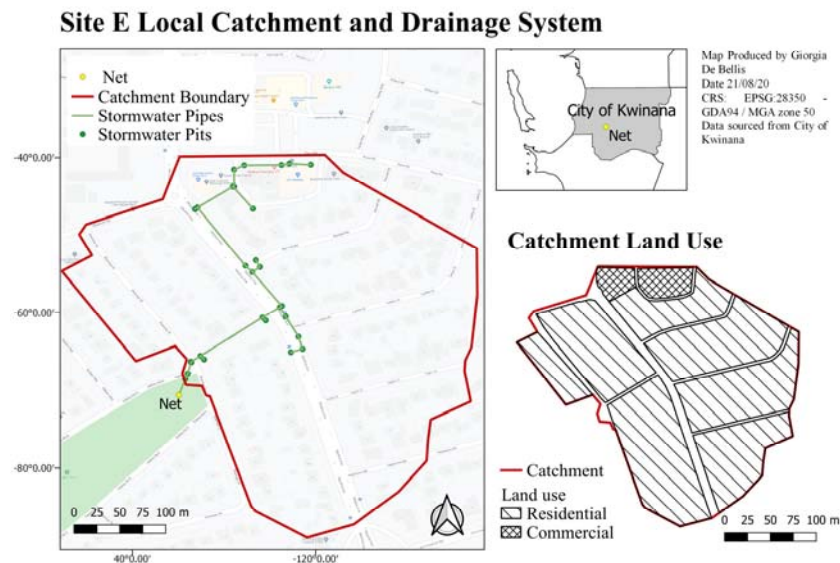 Site E Local Catchment and Drainage System
Net
Catchment Boundary
Stormwater Pipes
Stormwater Pits
-40°0.00'
-60°0.00'
-80°0.00'
Net
0 25 50 75 100 m
40°0.00'
-120°0.00'
City of Kwinana
Net
Map Produced by Giorgia
De Bellis
Date 21/08/20
CRS: EPSG:28350 -
GDA94 / MGA zone 50
Data sourced from City of
Kwinana
Catchment Land Use
Catchment
Land use
Residential
Commercial
0 25 50 75 100 m